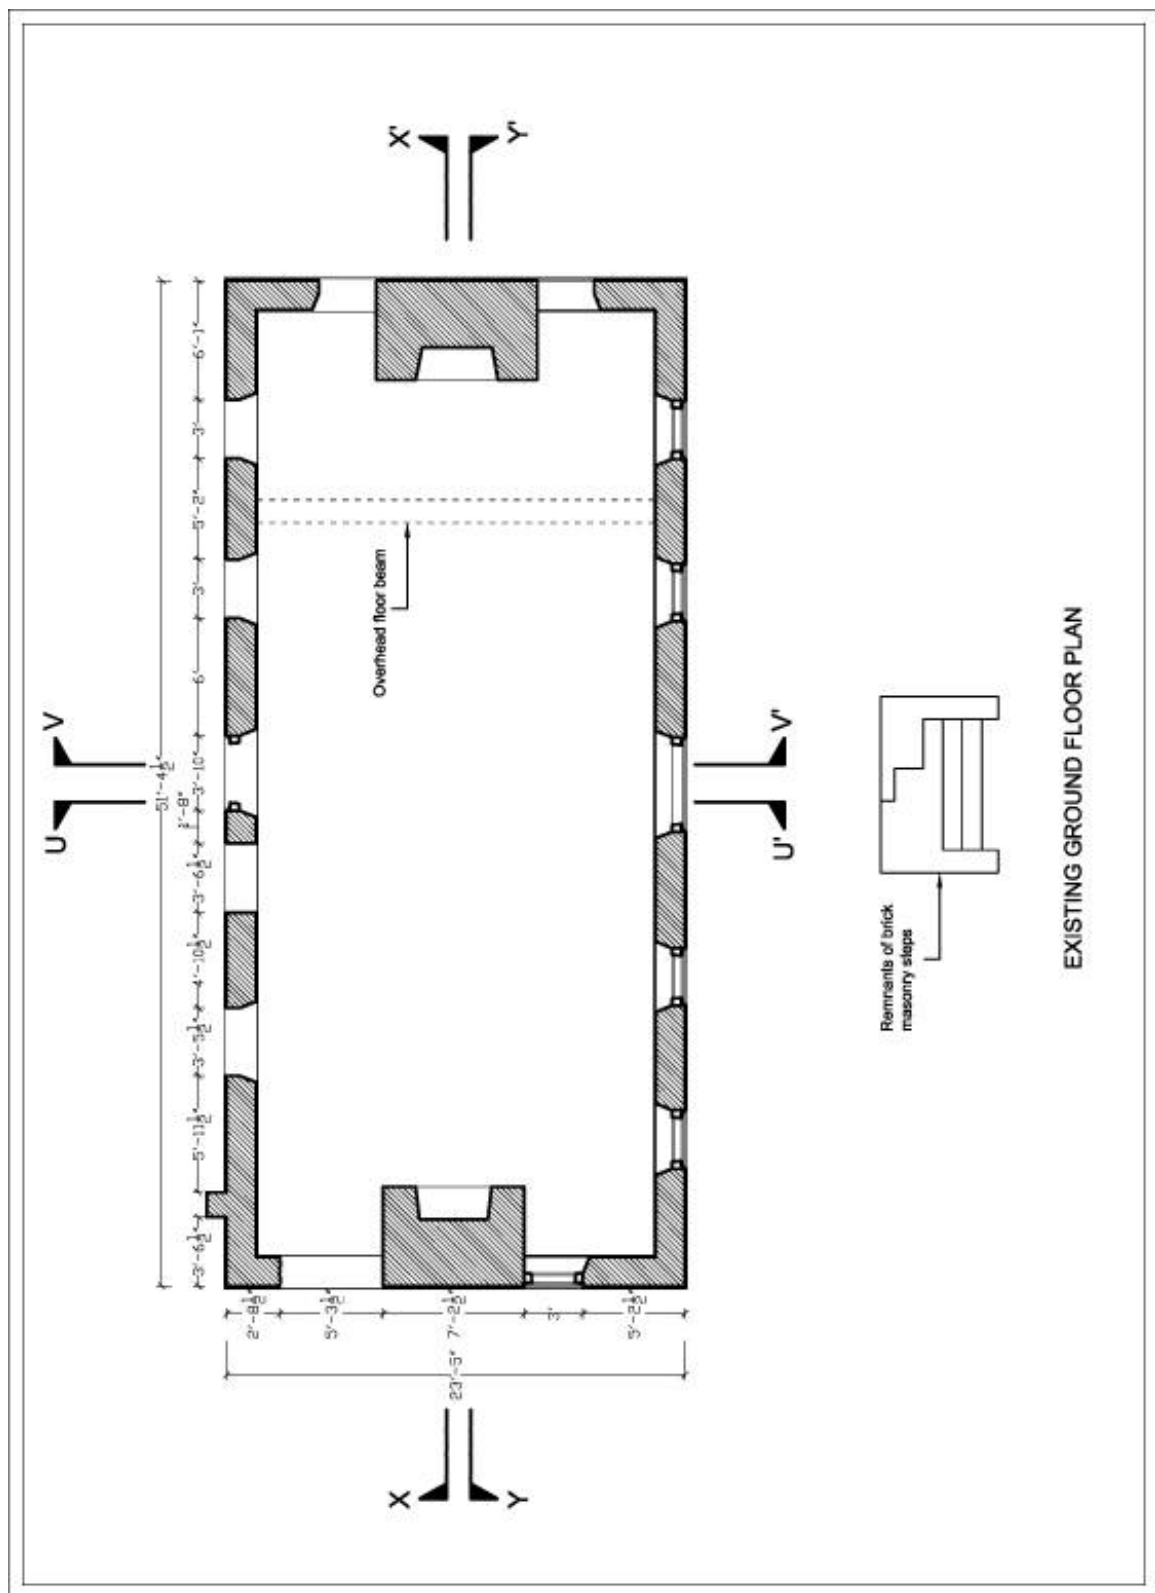 U V
51'-4½"
1'-8"
3'-6½" 5'-11½" 3'-5½" 4'-10½" 3'-6½" 3'-10" 6' 3' 5'-2" 3' 6'-1"
2'-8½"
5'-3½"
7'-2½"
3'
5'-2½"
23'-5"
Overhead floor beam
X X'
Y Y'
U' V'
Remnants of brick
masonry steps
EXISTING GROUND FLOOR PLAN